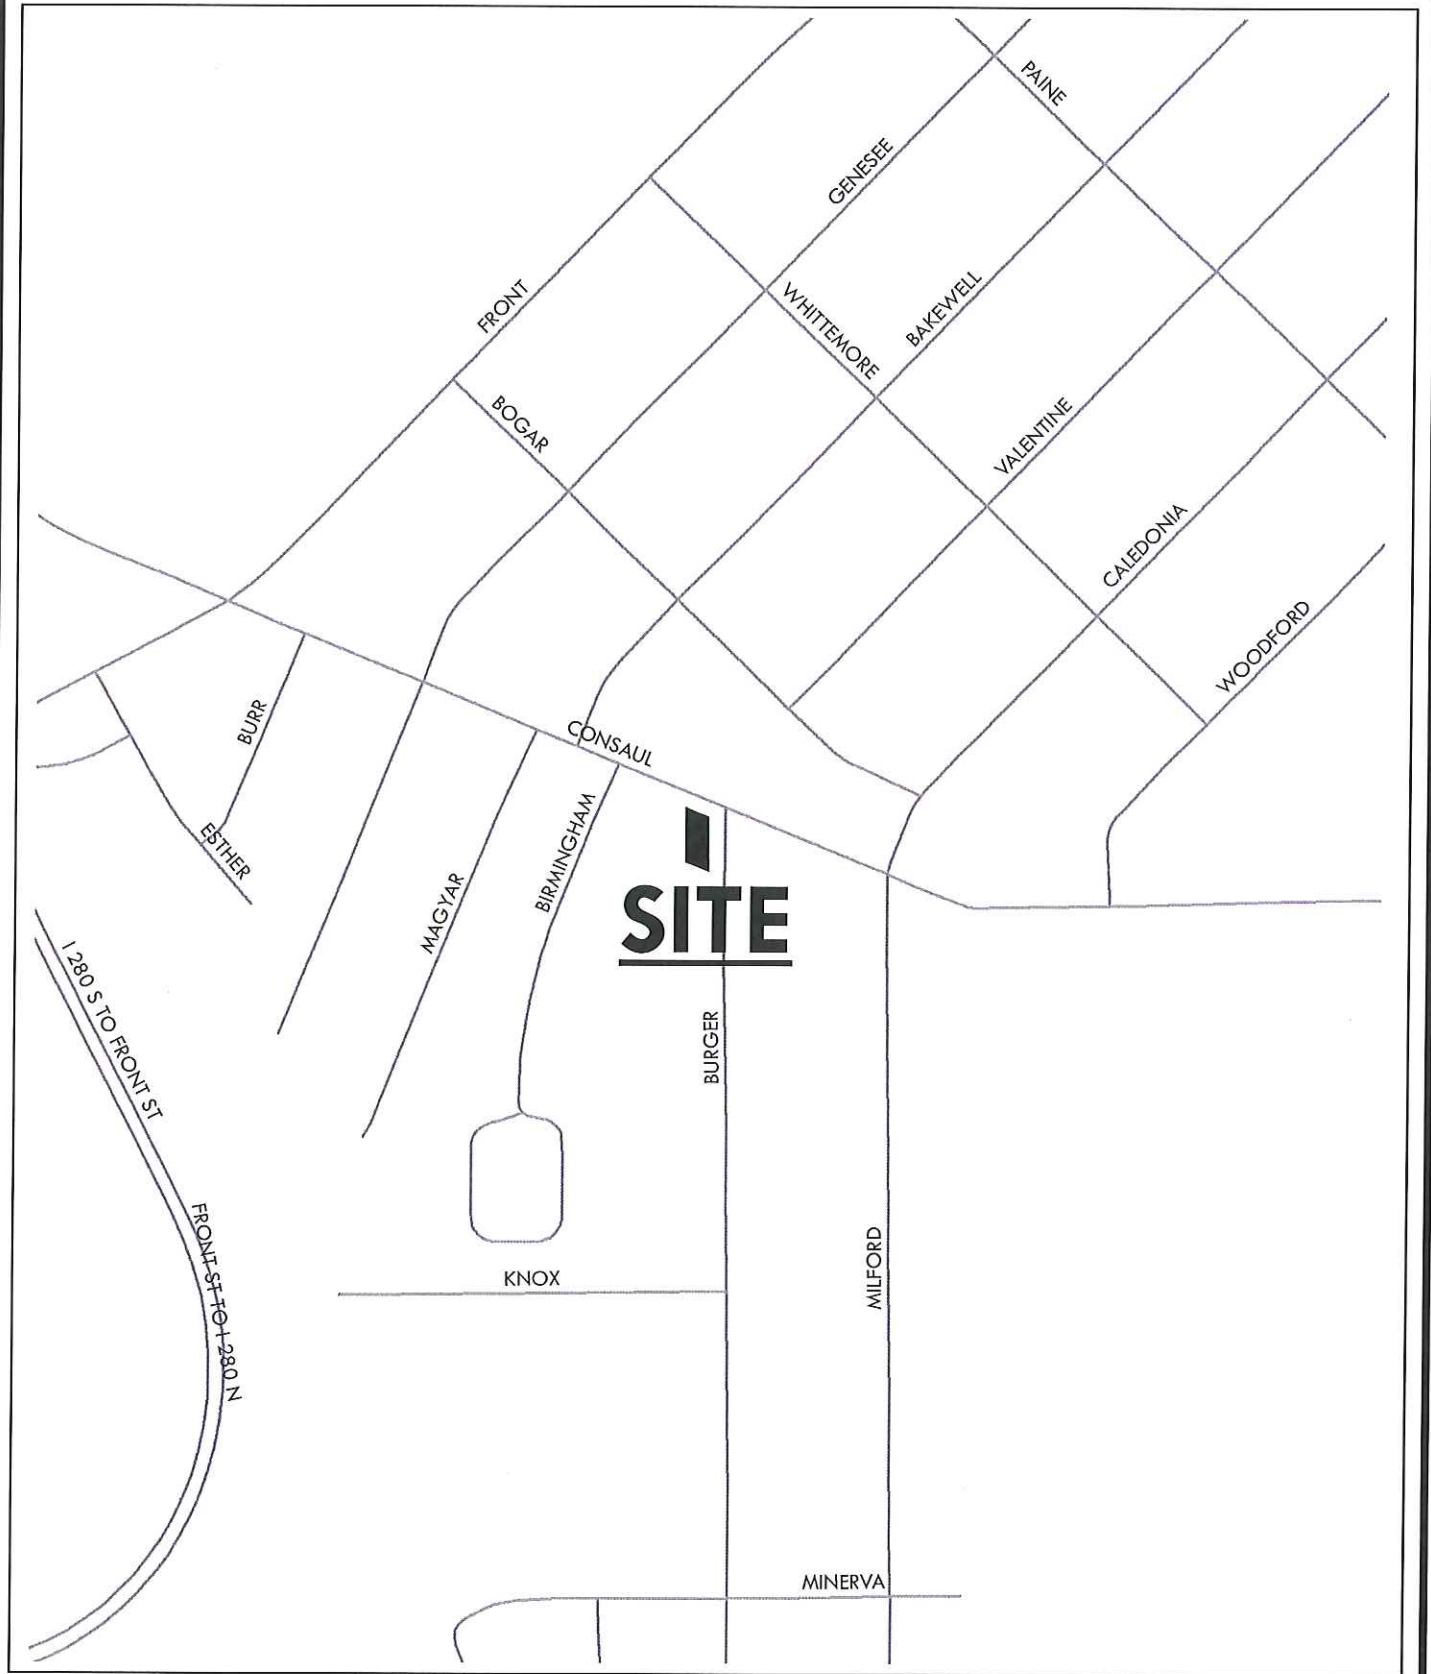 PAINE
GENESEE
FRONT
WHITTEMORE
BAKEWELL
BOGAR
VALENTINE
CALEDONIA
WOODFORD
BURR
CONSAUL
ESTHER
MAGYAR
BIRMINGHAM
SITE
I 280 S TO FRONT ST
BURGER
FRONT ST TO I 280 N
KNOX
MILFORD
MINERVA